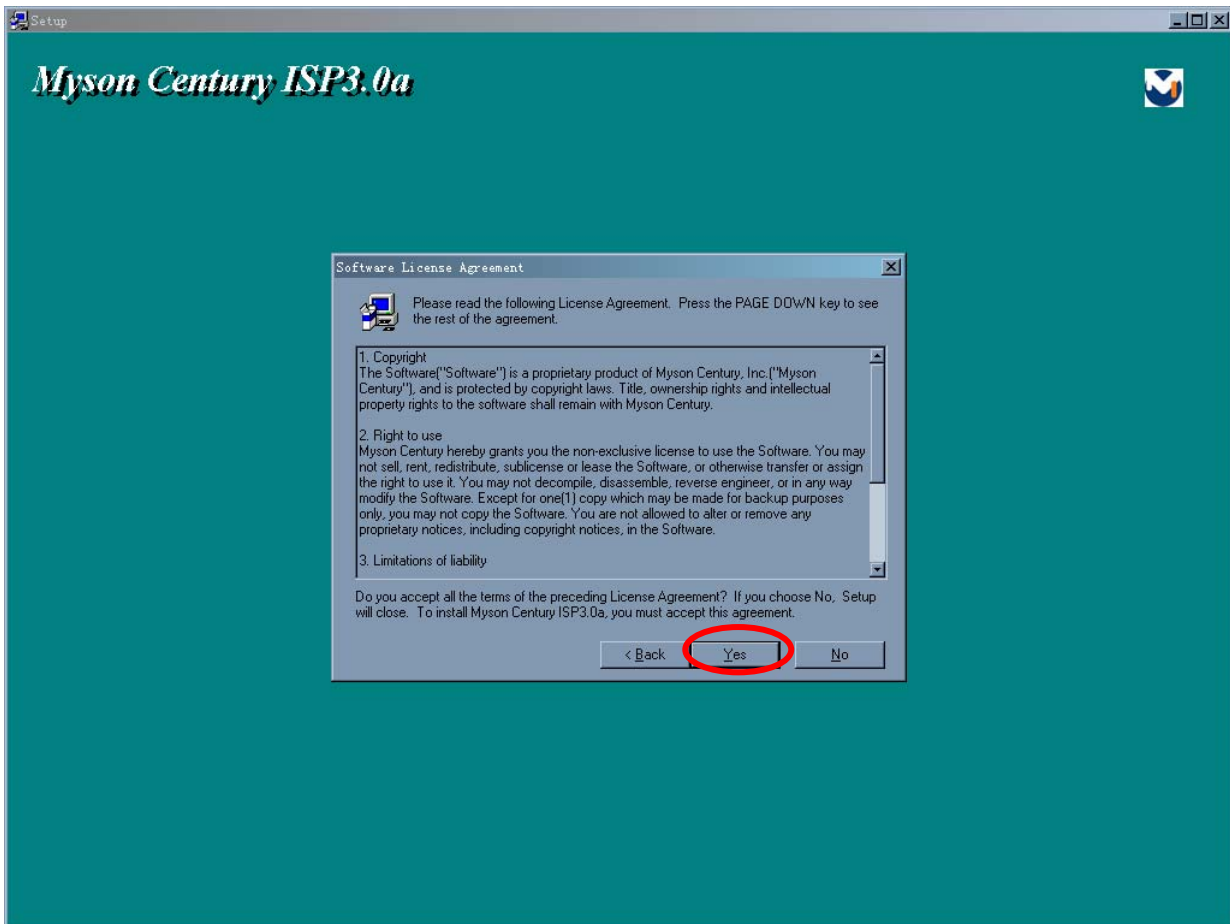 Setup
Myson Century ISP3.0a
Software License Agreement
Please read the following License Agreement. Press the PAGE DOWN key to see
the rest of the agreement.
1. Copyright
The Software("Software") is a proprietary product of Myson Century, Inc.("Myson
Century"), and is protected by copyright laws. Title, ownership rights and intellectual
property rights to the software shall remain with Myson Century.
2. Right to use
Myson Century hereby grants you the non-exclusive license to use the Software. You may
not sell, rent, redistribute, sublicense or lease the Software, or otherwise transfer or assign
the right to use it. You may not decompile, disassemble, reverse engineer, or in any way
modify the Software. Except for one(1) copy which may be made for backup purposes
only, you may not copy the Software. You are not allowed to alter or remove any
proprietary notices, including copyright notices, in the Software.
3. Limitations of liability
Do you accept all the terms of the preceding License Agreement? If you choose No, Setup
will close. To install Myson Century ISP3.0a, you must accept this agreement.
< Back Yes No